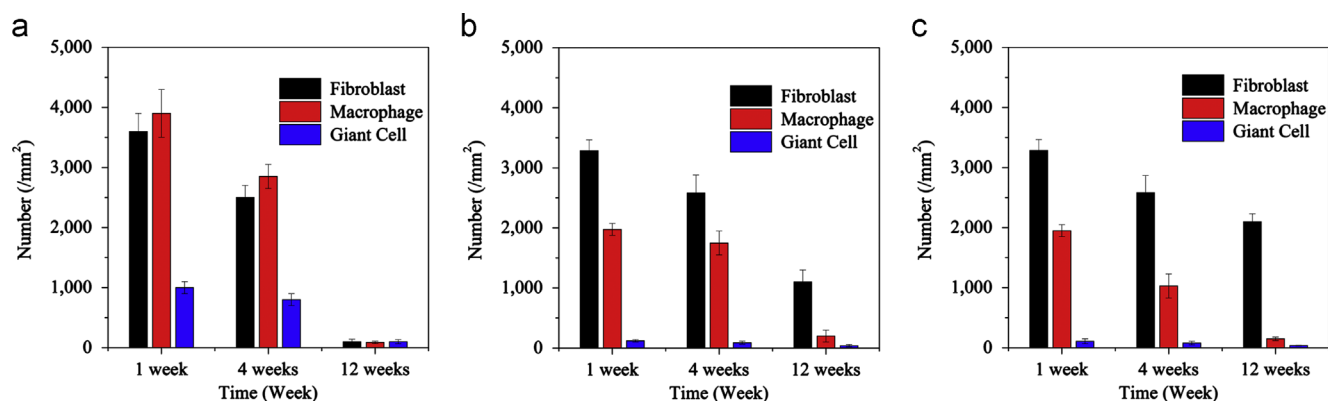 a
5,000
4,000
3,000
2,000
1,000
0
Number (/mm²)
Fibroblast
Macrophage
Giant Cell
1 week 4 weeks 12 weeks
Time (Week)
b
5,000
4,000
3,000
2,000
1,000
0
Number (/mm²)
Fibroblast
Macrophage
Giant Cell
1 week 4 weeks 12 weeks
Time (Week)
c
5,000
4,000
3,000
2,000
1,000
0
Number (/mm²)
Fibroblast
Macrophage
Giant Cell
1 week 4 weeks 12 weeks
Time (Week)